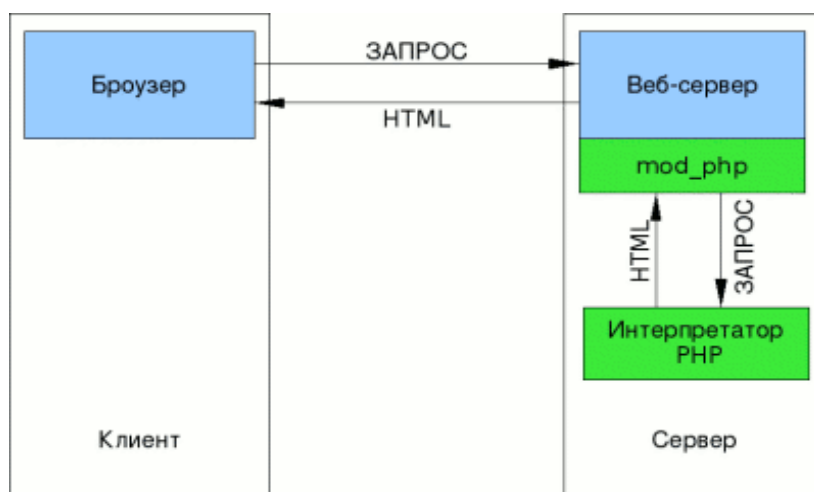 ЗАПРОС
Броузер
Веб-сервер
HTML
mod_php
HTML
ЗАПРОС
Интерпретатор
PHP
Клиент
Сервер